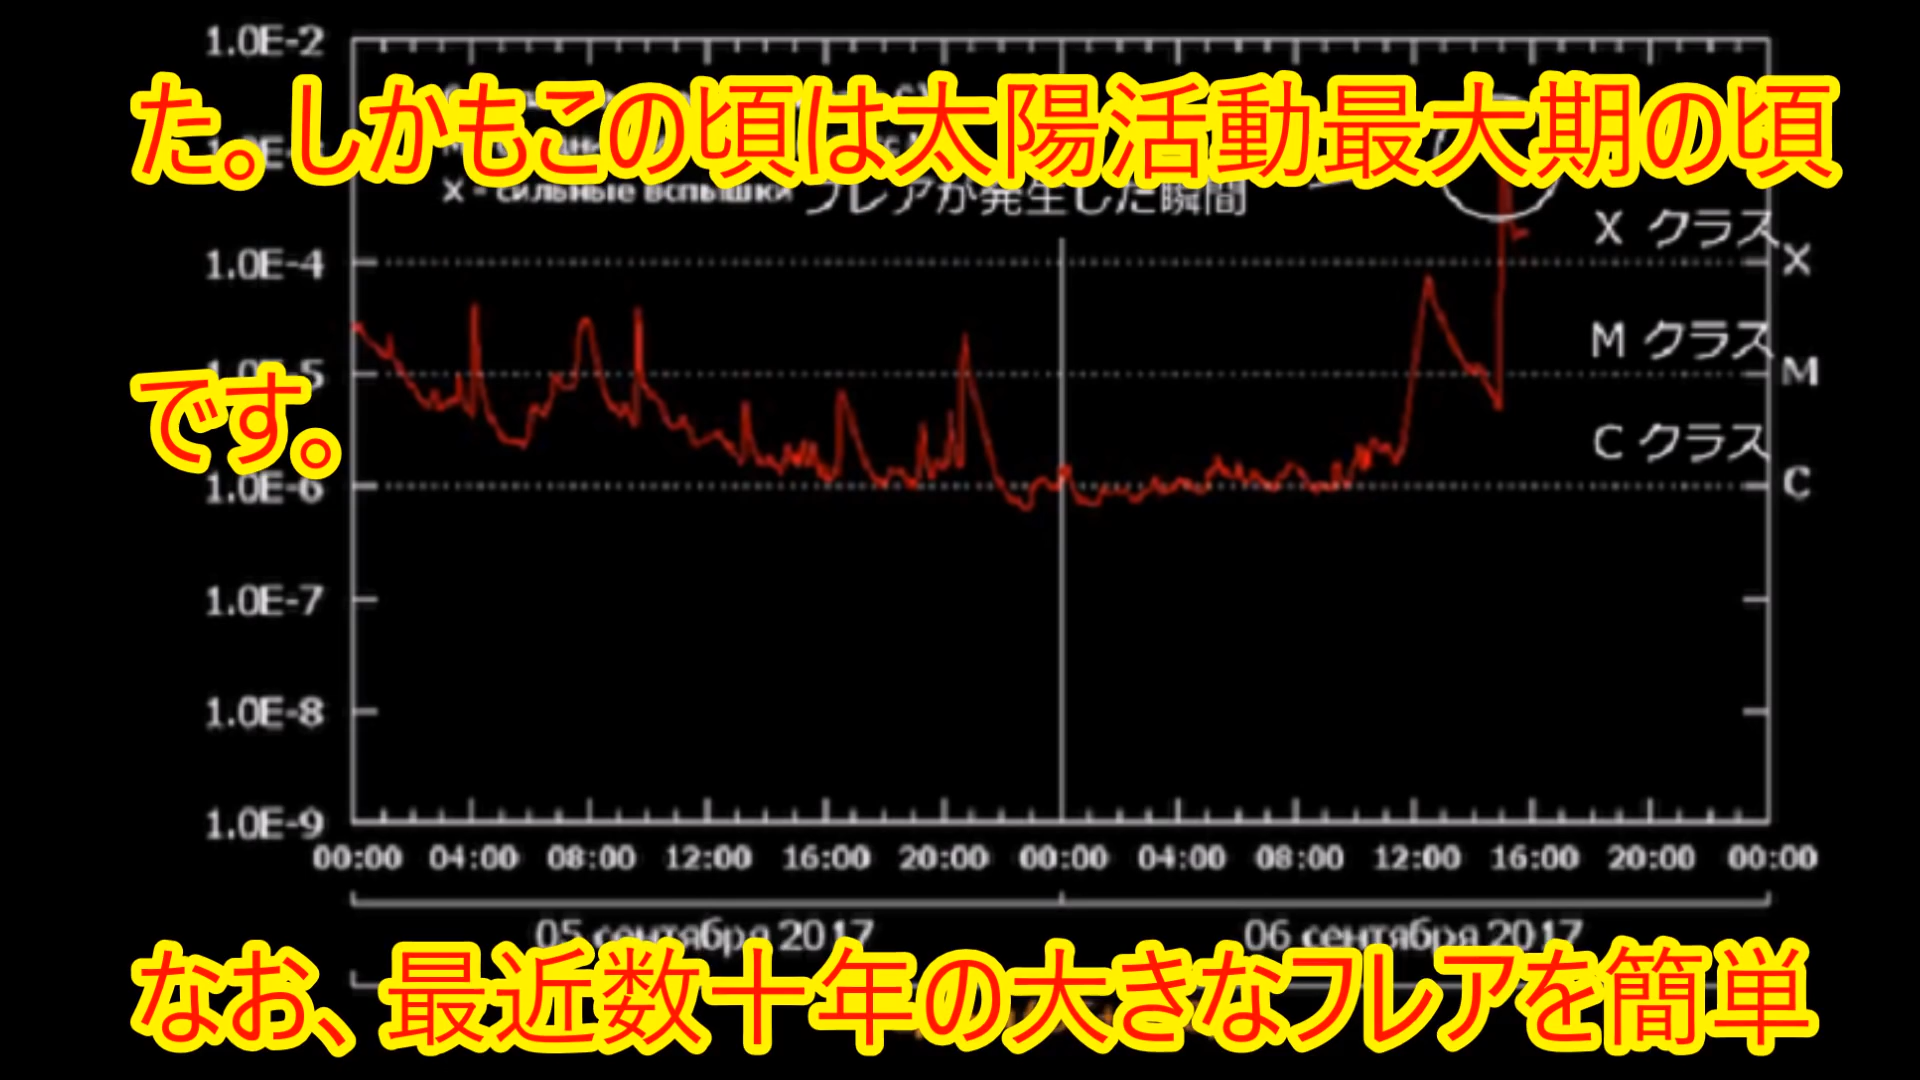 1.0E-2
た。しかもこの頃は太陽活動最大期の頃
X - сильные вспышки フレアが発生した瞬間
X クラス
1.0E-4 X
M クラス
です。
M
C クラス
1.0E-6 C
1.0E-7
1.0E-8
1.0E-9
00:00 04:00 08:00 12:00 16:00 20:00 00:00 04:00 08:00 12:00 16:00 20:00 00:00
05 сентября 2017 06 сентября 2017
なお、最近数十年の大きなフレアを簡単